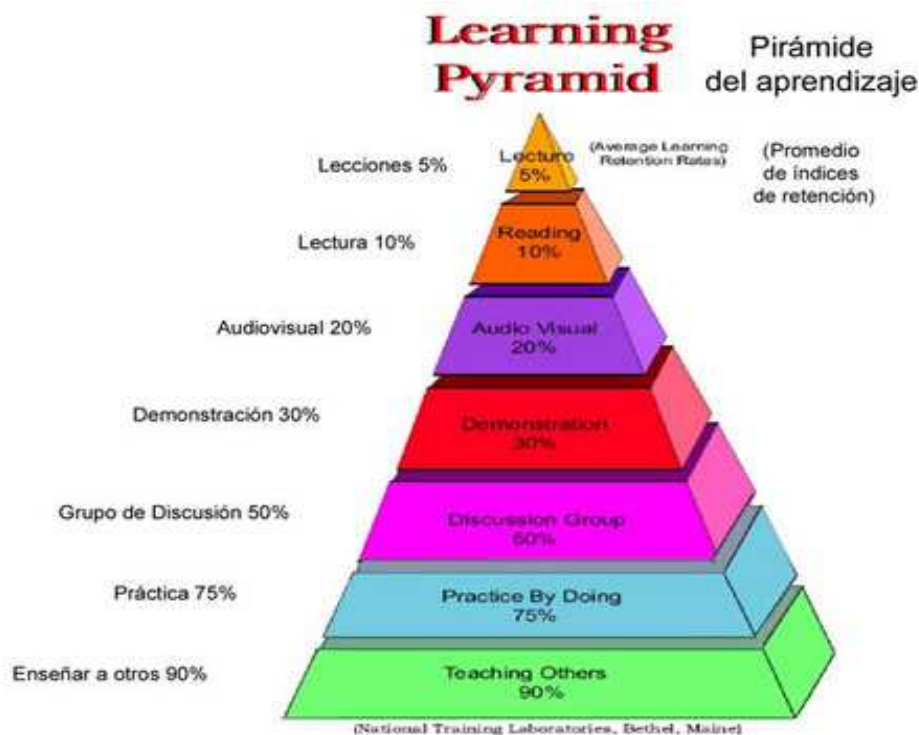 Learning
Pyramid
Pirámide
del aprendizaje
(Average Learning
Retention Rates)
(Promedio
de índices
de retención)
Lecciones 5%
Lecture
5%
Lectura 10%
Reading
10%
Audiovisual 20%
Audio Visual
20%
Demonstración 30%
Demonstration
30%
Grupo de Discusión 50%
Discussion Group
50%
Práctica 75%
Practice By Doing
75%
Enseñar a otros 90%
Teaching Others
90%
(National Training Laboratories, Bethel, Maine)